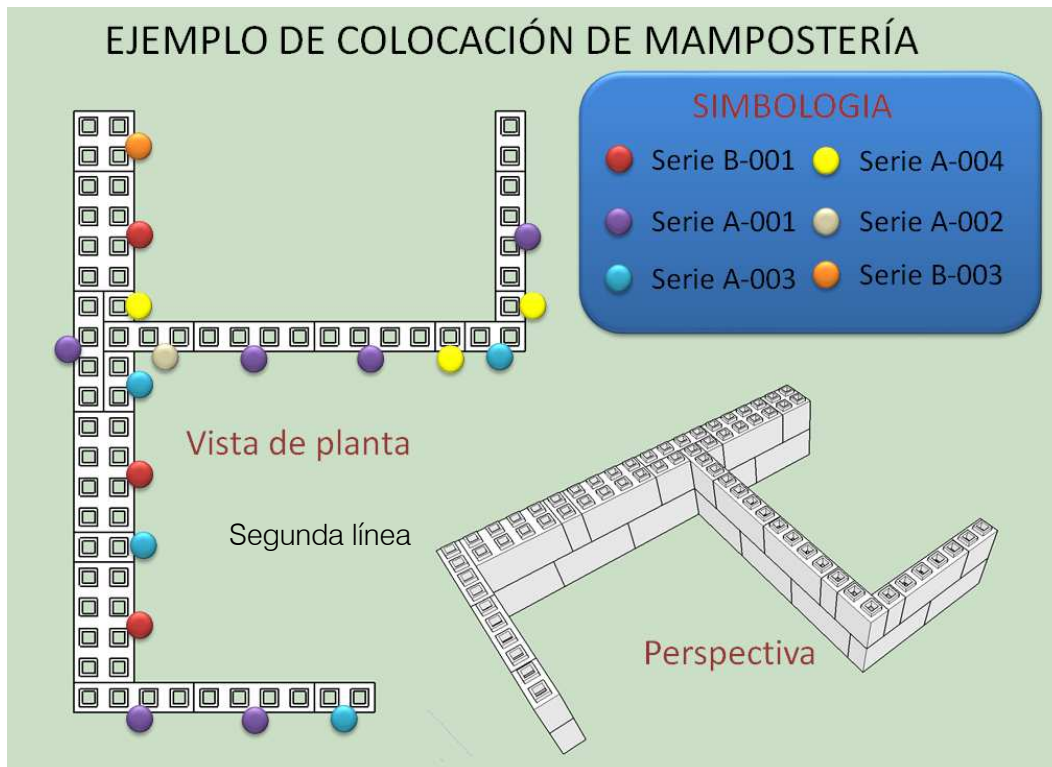 EJEMPLO DE COLOCACIÓN DE MAMPOSTERÍA
SIMBOLOGIA
Serie B-001 Serie A-004
Serie A-001 Serie A-002
Serie A-003 Serie B-003
Vista de planta
Segunda línea
Perspectiva